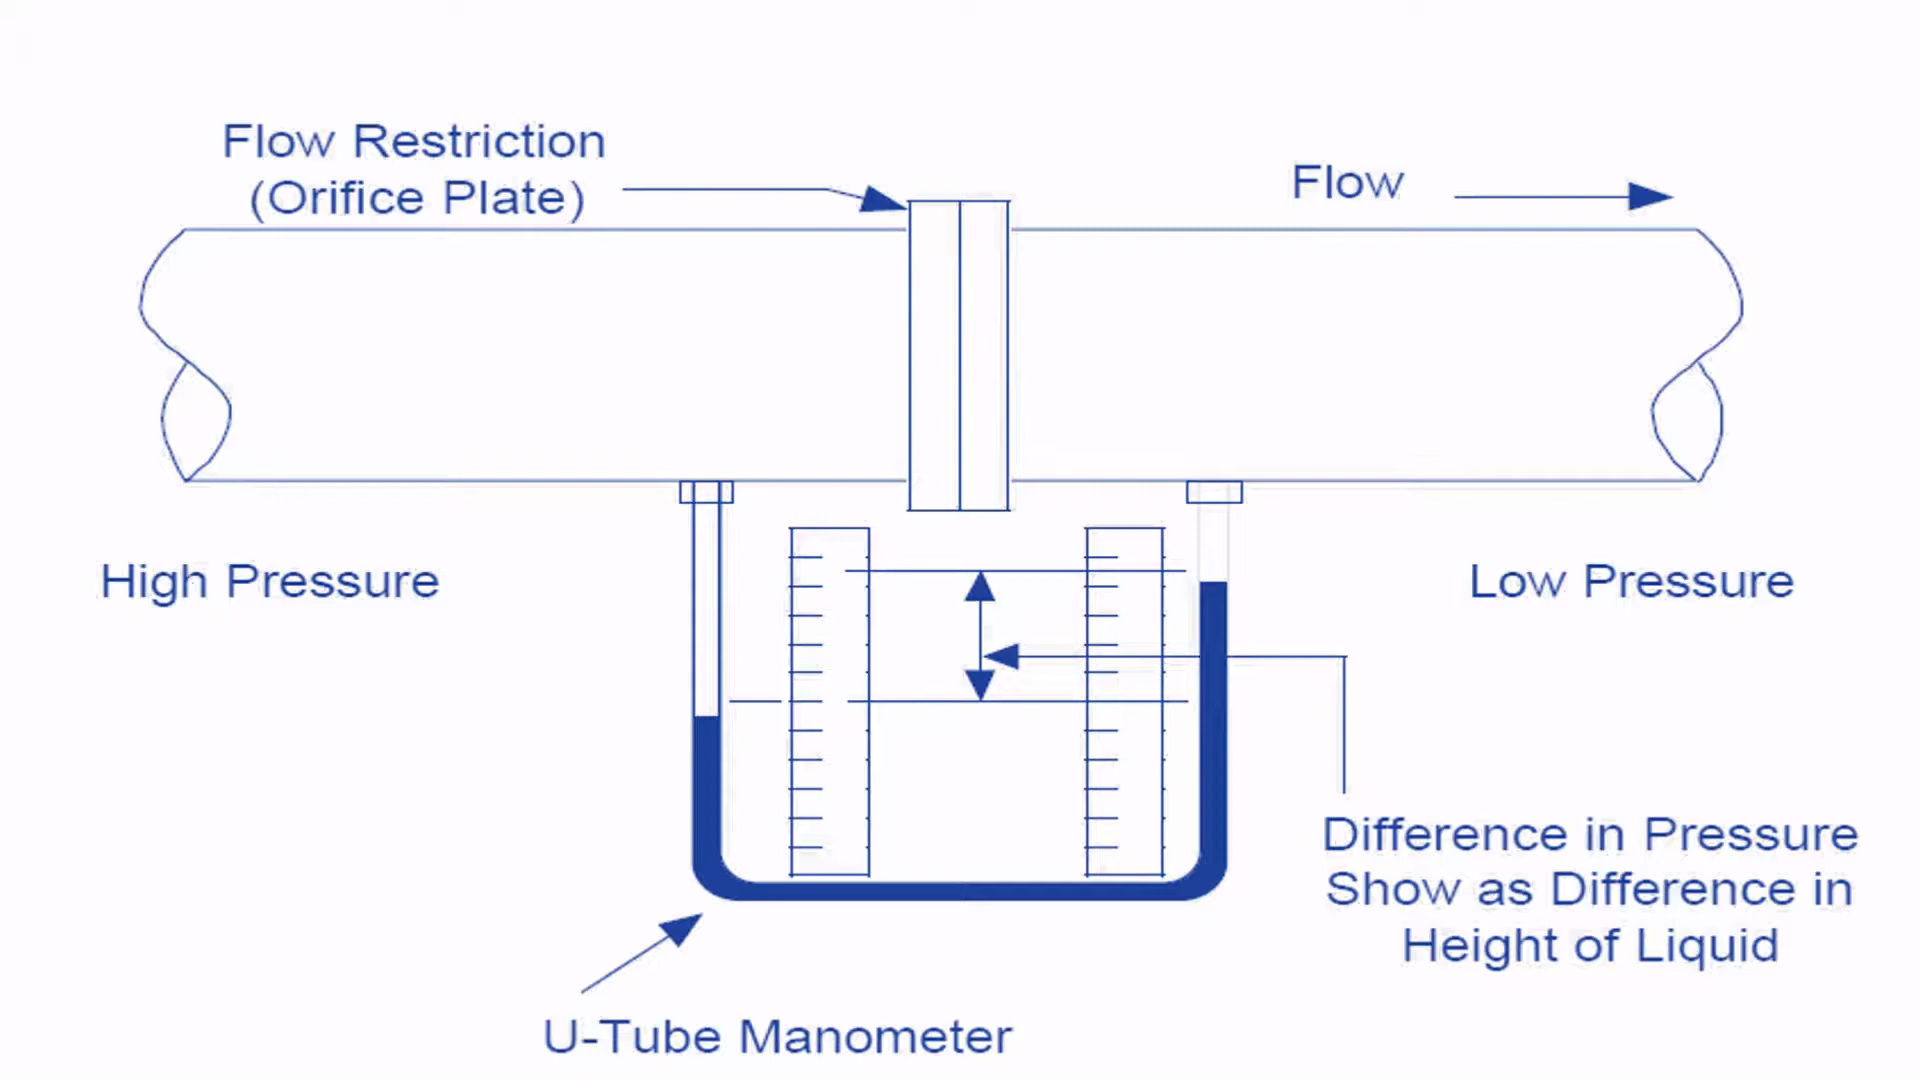 Flow Restriction
(Orifice Plate)
Flow
High Pressure
Low Pressure
Difference in Pressure
Show as Difference in
Height of Liquid
U-Tube Manometer